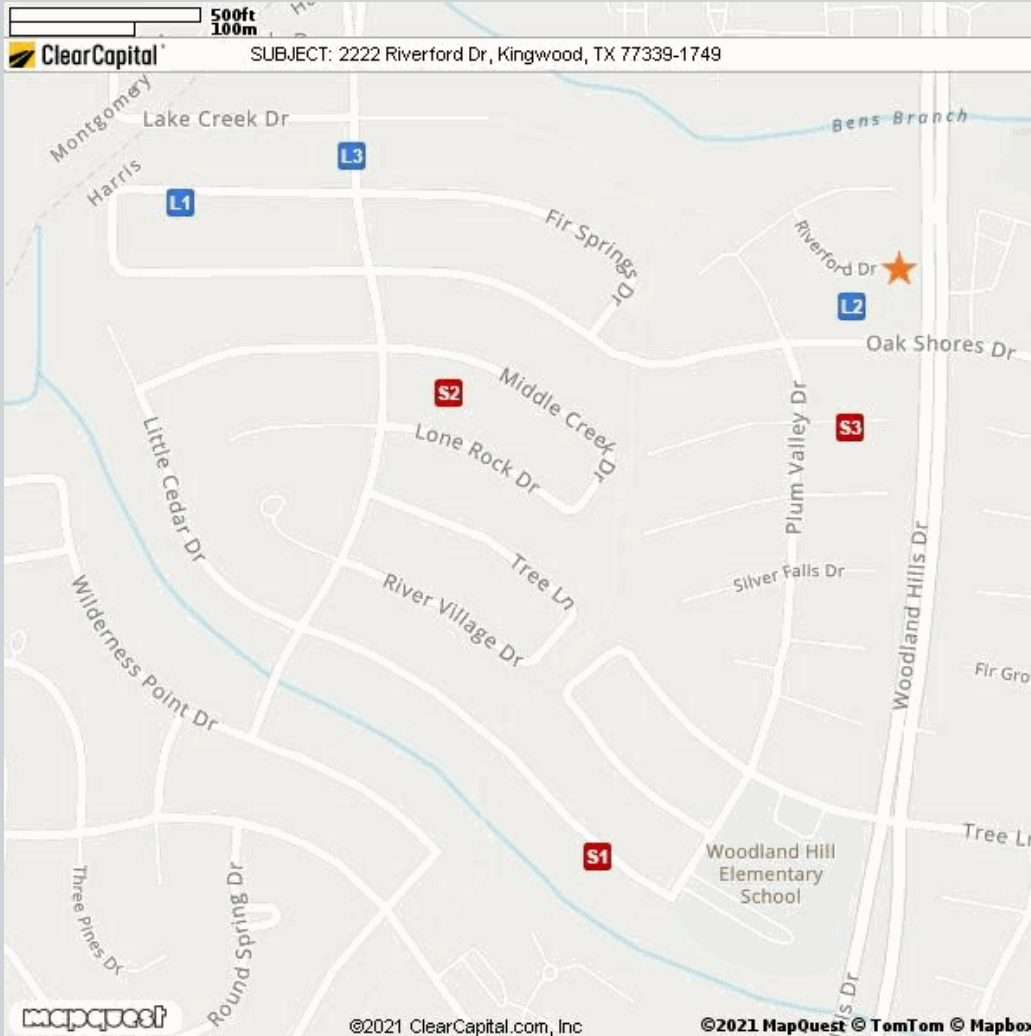 500ft
100m
ClearCapital
SUBJECT: 2222 Riverford Dr, Kingwood, TX 77339-1749
Montgomery
Harris
Lake Creek Dr
Bens Branch
L3
L1
Fir Springs Dr
Riverford Dr
L2
Oak Shores Dr
S2
Middle Creek Dr
Plum Valley Dr
S3
Little Cedar Dr
Lone Rock Dr
Tree Ln
Silver Falls Dr
Woodland Hills Dr
River Village Dr
Wilderness Point Dr
Fir Gro
S1
Woodland Hill
Elementary
School
Tree Ln
Three Pines Dr
Round Spring Dr
ls Dr
mapquest
©2021 ClearCapital.com, Inc
©2021 MapQuest © TomTom © Mapbox